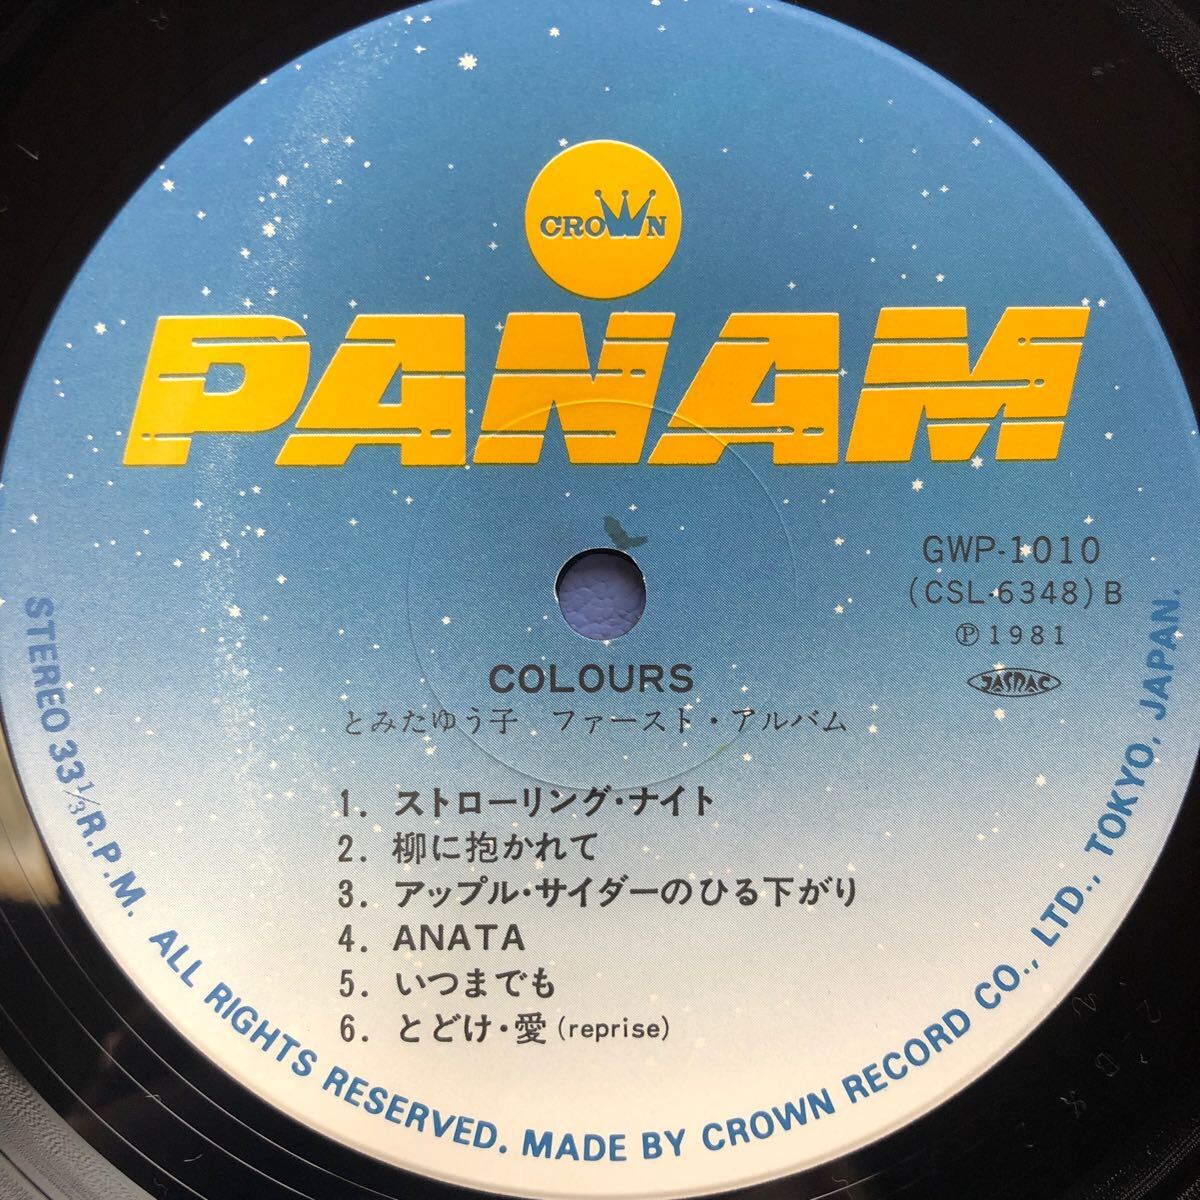 CROWN
PANAM
GWP-1010
(CSL-6348) B
Ⓟ 1981
JASRAC
COLOURS
とみたゆう子 ファースト・アルバム
1. ストローリング・ナイト
2. 柳に抱かれて
3. アップル・サイダーのひる下がり
4. ANATA
5. いつまでも
6. とどけ・愛 (reprise)
STEREO 33 1/3 R.P.M. ALL RIGHTS RESERVED. MADE BY CROWN RECORD CO., LTD., TOKYO, JAPAN.